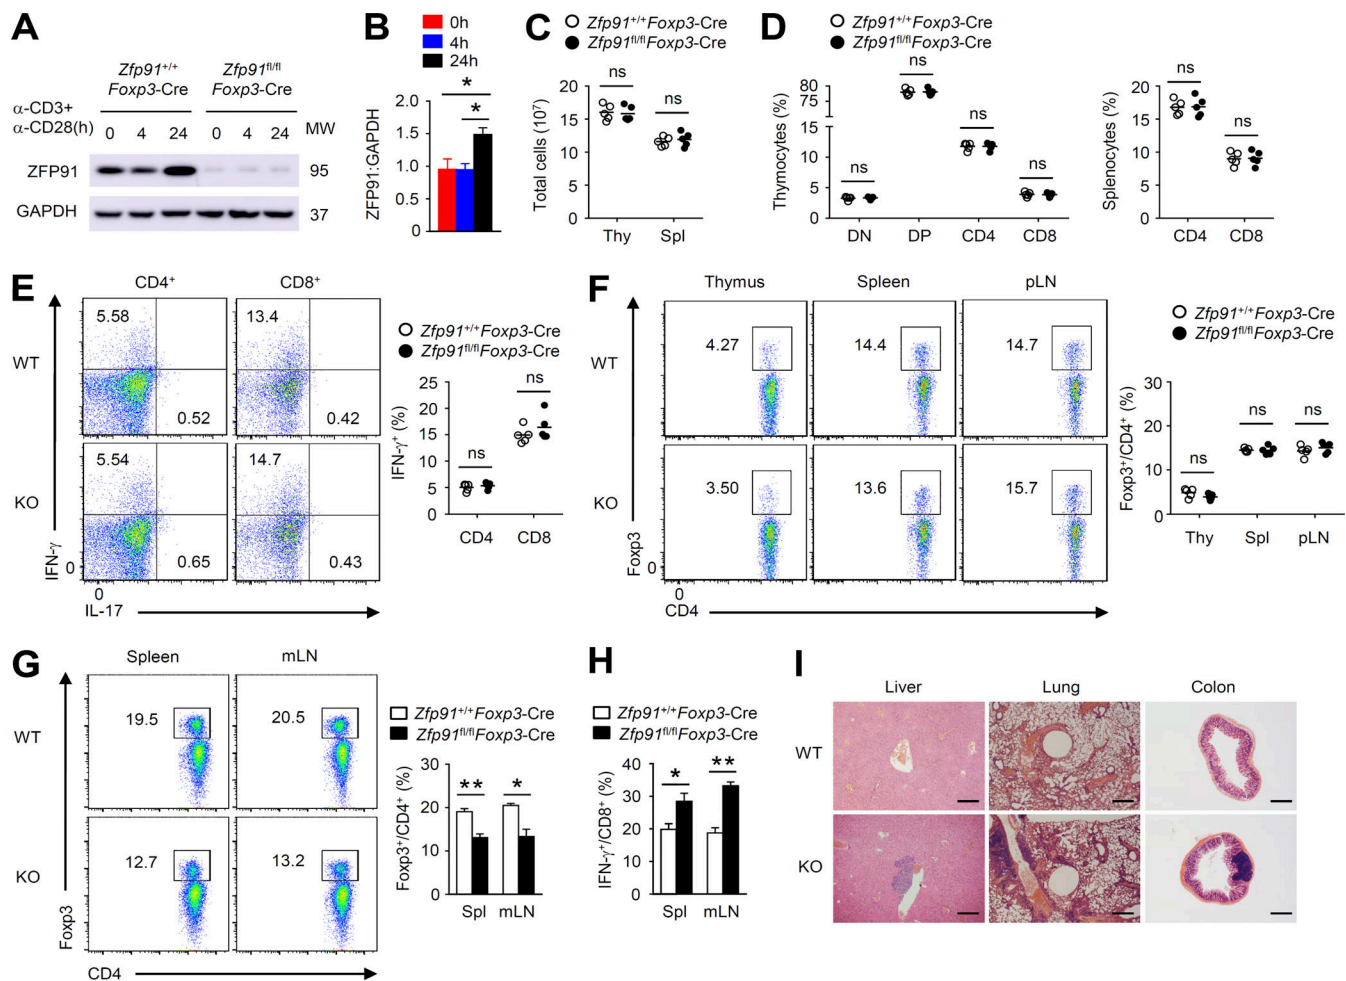 A
Zfp91+/+ Zfp91fl/fl
Foxp3-Cre Foxp3-Cre
α-CD3+
α-CD28(h) 0 4 24 0 4 24 MW
ZFP91 95
GAPDH 37
B
0h
4h
24h
*
*
ZFP91:GAPDH
2.0
1.5
1.0
0.5
0
C
Zfp91+/+Foxp3-Cre
Zfp91fl/flFoxp3-Cre
ns
ns
Total cells (10⁷)
20
15
10
5
0
Thy Spl
D
Zfp91+/+Foxp3-Cre
Zfp91fl/flFoxp3-Cre
ns
ns
ns
ns
Thymocytes (%)
80
75
15
10
5
0
DN DP CD4 CD8
ns
ns
Splenocytes (%)
20
15
10
5
0
CD4 CD8
E
CD4⁺ CD8⁺
WT
5.58 13.4
0.52 0.42
KO
5.54 14.7
0.65 0.43
IFN-γ
0
0
IL-17
Zfp91+/+Foxp3-Cre
Zfp91fl/flFoxp3-Cre
ns
ns
IFN-γ⁺ (%)
25
20
15
10
5
0
CD4 CD8
F
Thymus Spleen pLN
WT
4.27 14.4 14.7
KO
3.50 13.6 15.7
Foxp3
0
0
CD4
Zfp91+/+Foxp3-Cre
Zfp91fl/flFoxp3-Cre
ns ns ns
Foxp3⁺/CD4⁺ (%)
30
20
10
0
Thy Spl pLN
G
Spleen mLN
WT
19.5 20.5
KO
12.7 13.2
Foxp3
CD4
Zfp91+/+Foxp3-Cre
Zfp91fl/flFoxp3-Cre
** *
Foxp3⁺/CD4⁺ (%)
30
20
10
0
Spl mLN
H
Zfp91+/+Foxp3-Cre
Zfp91fl/flFoxp3-Cre
* **
IFN-γ⁺/CD8⁺ (%)
40
30
20
10
0
Spl mLN
I
Liver Lung Colon
WT
KO